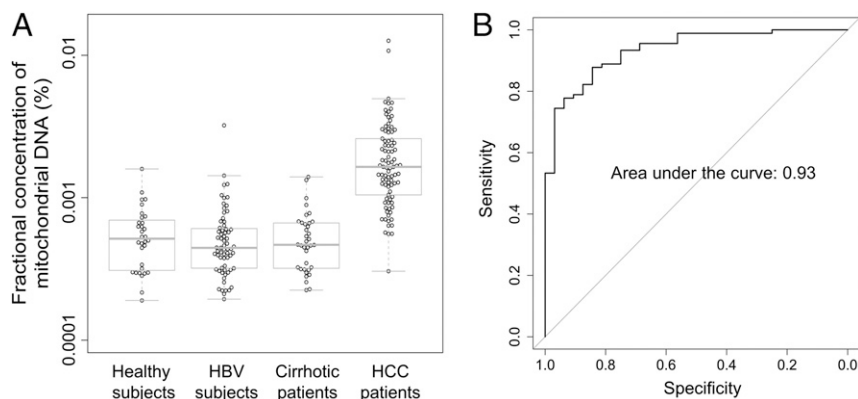 A
Fractional concentration of
mitochondrial DNA (%)
0.01
0.001
0.0001
Healthy
subjects
HBV
subjects
Cirrhotic
patients
HCC
patients
B
Sensitivity
1.0
0.8
0.6
0.4
0.2
0.0
Area under the curve: 0.93
1.0 0.8 0.6 0.4 0.2 0.0
Specificity